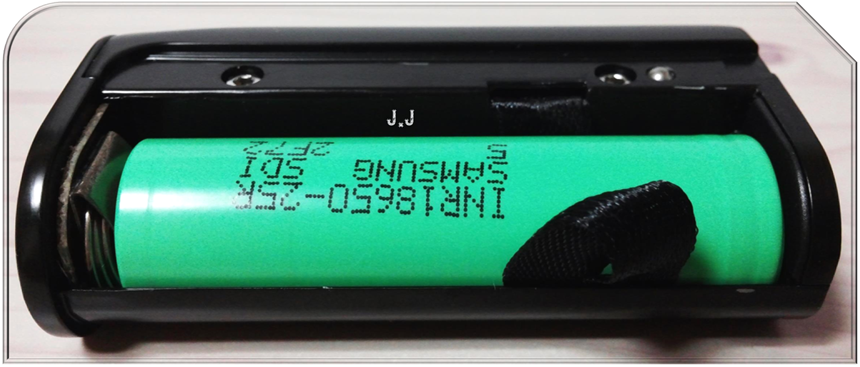 J.J
INR18650-25R
SAMSUNG SDI